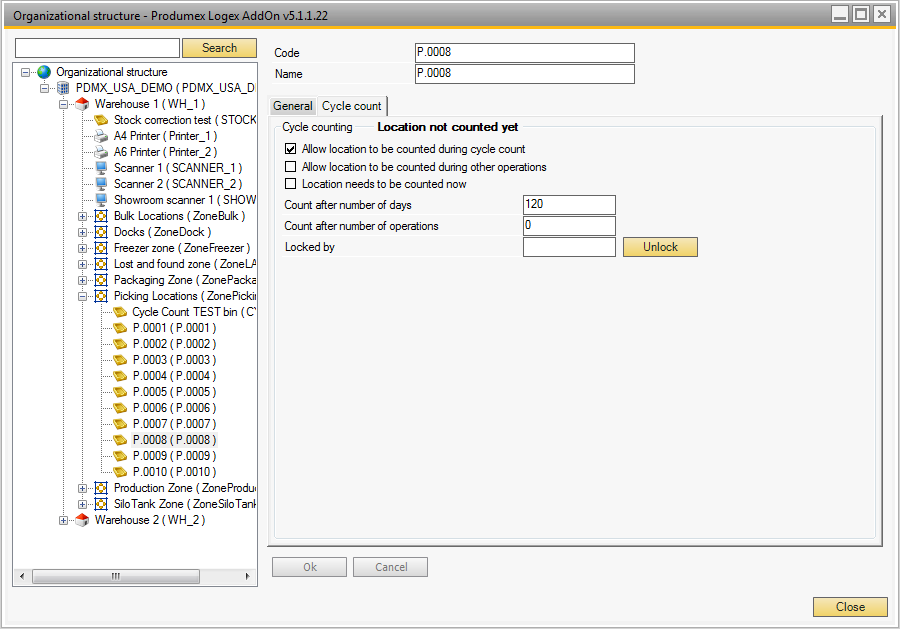 Organizational structure - Produmex Logex AddOn v5.1.1.22
Search
Organizational structure
PDMX_USA_DEMO ( PDMX_USA_D
Warehouse 1 ( WH_1 )
Stock correction test ( STOCK
A4 Printer ( Printer_1 )
A6 Printer ( Printer_2 )
Scanner 1 ( SCANNER_1 )
Scanner 2 ( SCANNER_2 )
Showroom scanner 1 ( SHOW
Bulk Locations ( ZoneBulk )
Docks ( ZoneDock )
Freezer zone ( ZoneFreezer )
Lost and found zone ( ZoneLA
Packaging Zone ( ZonePacka
Picking Locations ( ZonePickin
Cycle Count TEST bin ( CY
P.0001 ( P.0001 )
P.0002 ( P.0002 )
P.0003 ( P.0003 )
P.0004 ( P.0004 )
P.0005 ( P.0005 )
P.0006 ( P.0006 )
P.0007 ( P.0007 )
P.0008 ( P.0008 )
P.0009 ( P.0009 )
P.0010 ( P.0010 )
Production Zone ( ZoneProdu
SiloTank Zone ( ZoneSiloTank
Warehouse 2 ( WH_2 )
Code P.0008
Name P.0008
General Cycle count
Cycle counting Location not counted yet
Allow location to be counted during cycle count
Allow location to be counted during other operations
Location needs to be counted now
Count after number of days 120
Count after number of operations 0
Locked by Unlock
Ok Cancel
Close